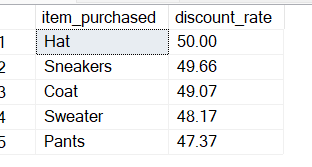 item_purchased discount_rate
1 Hat 50.00
2 Sneakers 49.66
3 Coat 49.07
4 Sweater 48.17
5 Pants 47.37